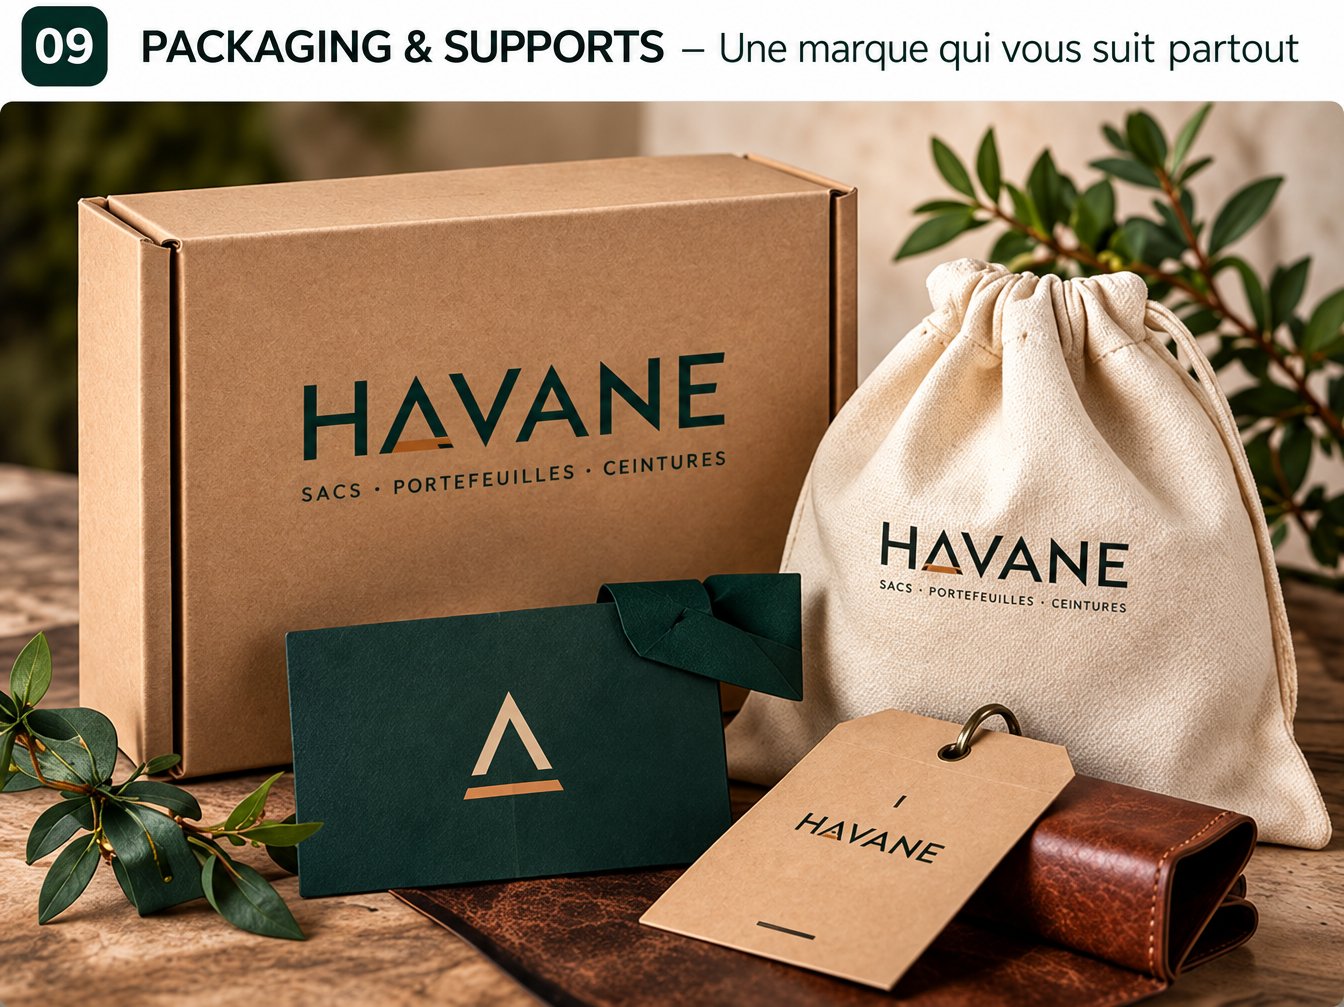 09 PACKAGING & SUPPORTS – Une marque qui vous suit partout
HAVANE
SACS · PORTEFEUILLES · CEINTURES
HAVANE
SACS · PORTEFEUILLES · CEINTURES
HAVANE